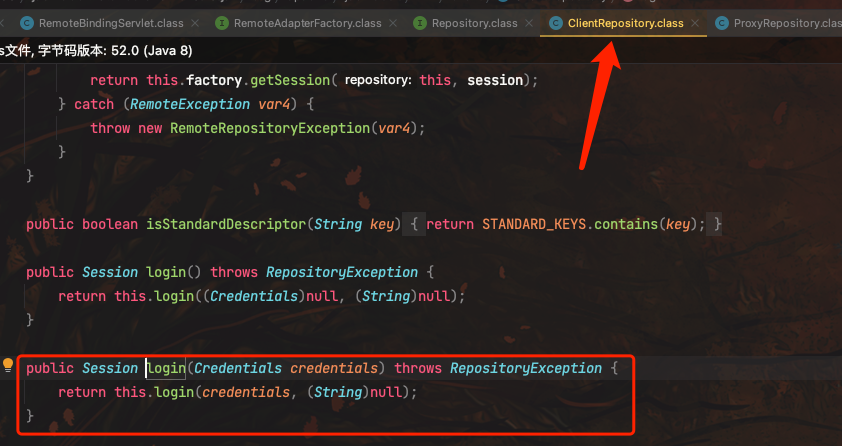 RemoteBindingServlet.class RemoteAdapterFactory.class Repository.class ClientRepository.class ProxyRepository.cla
s文件, 字节码版本: 52.0 (Java 8)
return this.factory.getSession( repository: this, session);
} catch (RemoteException var4) {
throw new RemoteRepositoryException(var4);
}
}
public boolean isStandardDescriptor(String key) { return STANDARD_KEYS.contains(key); }
public Session login() throws RepositoryException {
return this.login((Credentials)null, (String)null);
}
public Session login(Credentials credentials) throws RepositoryException {
return this.login(credentials, (String)null);
}